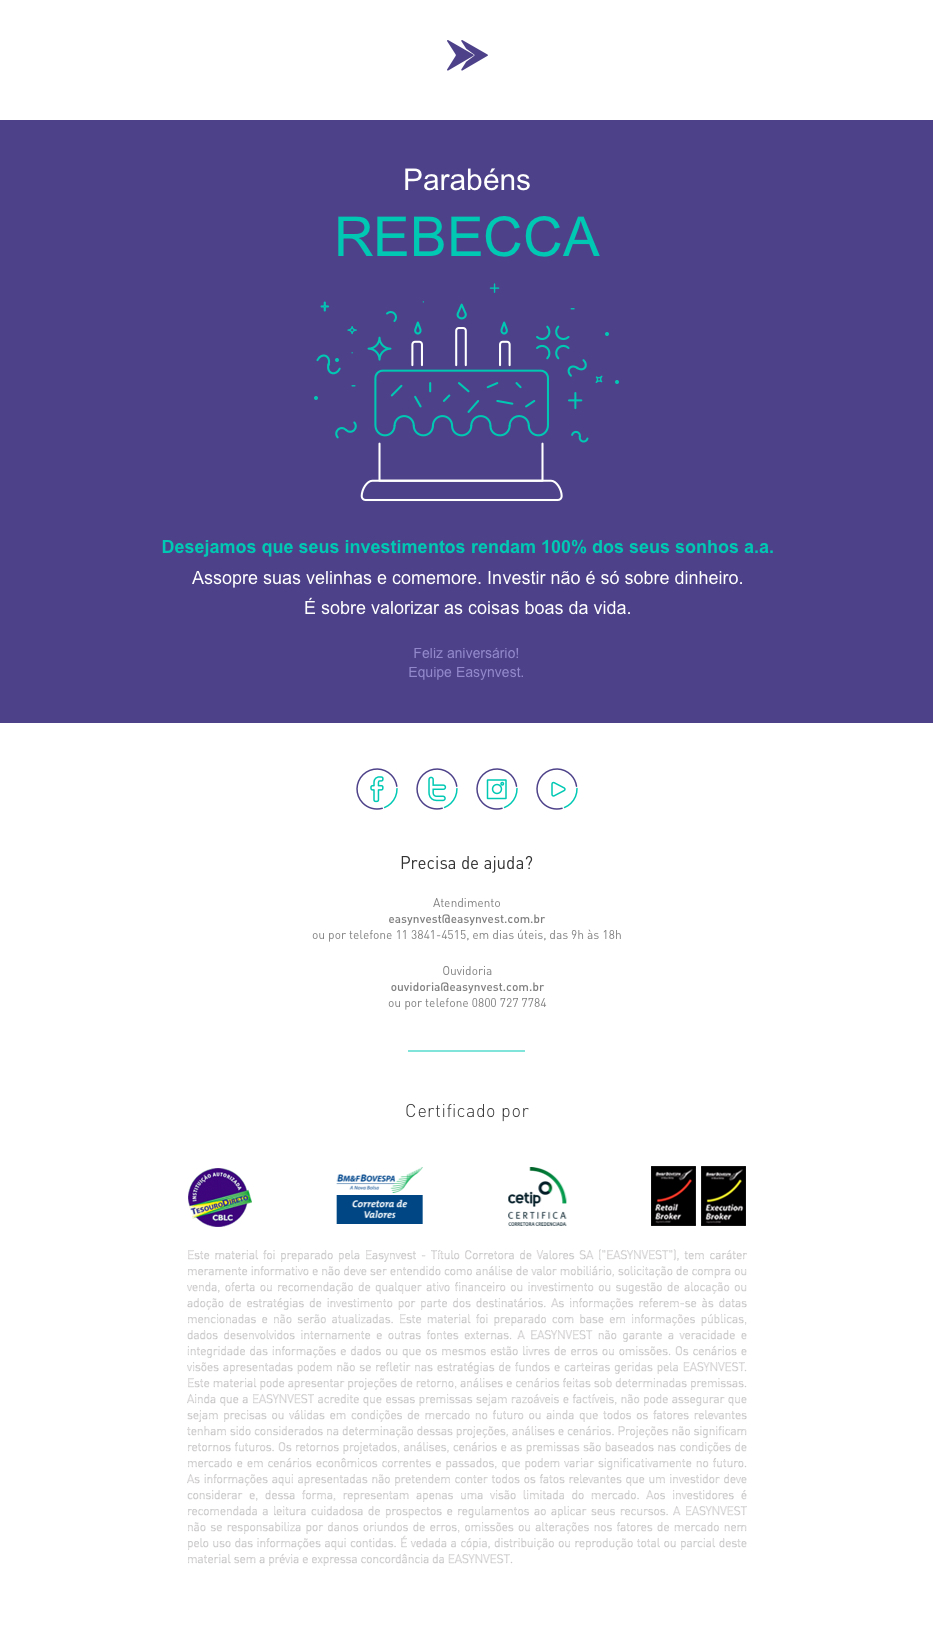 Parabéns
REBECCA
Desejamos que seus investimentos rendam 100% dos seus sonhos a.a.
Assopre suas velinhas e comemore. Investir não é só sobre dinheiro.
É sobre valorizar as coisas boas da vida.
Feliz aniversário!
Equipe Easynvest.
Precisa de ajuda?
Atendimento
easynvest@easynvest.com.br
ou por telefone 11 3841-4515, em dias úteis, das 9h às 18h
Ouvidoria
ouvidoria@easynvest.com.br
ou por telefone 0800 727 7784
Certificado por
INSTITUIÇÃO AUTORIZADA
TESOURO DIRETO
CBLC
BM&FBOVESPA
A Nova Bolsa
Corretora de
Valores
cetip
CERTIFICA
CORRETORA CREDENCIADA
BM&FBOVESPA
Retail
Broker
BM&FBOVESPA
Execution
Broker
Este material foi preparado pela Easynvest - Título Corretora de Valores SA ("EASYNVEST"), tem caráter
meramente informativo e não deve ser entendido como análise de valor mobiliário, solicitação de compra ou
venda, oferta ou recomendação de qualquer ativo financeiro ou investimento ou sugestão de alocação ou
adoção de estratégias de investimento por parte dos destinatários. As informações referem-se às datas
mencionadas e não serão atualizadas. Este material foi preparado com base em informações públicas,
dados desenvolvidos internamente e outras fontes externas. A EASYNVEST não garante a veracidade e
integridade das informações e dados ou que os mesmos estão livres de erros ou omissões. Os cenários e
visões apresentadas podem não se refletir nas estratégias de fundos e carteiras geridas pela EASYNVEST.
Este material pode apresentar projeções de retorno, análises e cenários feitas sob determinadas premissas.
Ainda que a EASYNVEST acredite que essas premissas sejam razoáveis e factíveis, não pode assegurar que
sejam precisas ou válidas em condições de mercado no futuro ou ainda que todos os fatores relevantes
tenham sido considerados na determinação dessas projeções, análises e cenários. Projeções não significam
retornos futuros. Os retornos projetados, análises, cenários e as premissas são baseados nas condições de
mercado e em cenários econômicos correntes e passados, que podem variar significativamente no futuro.
As informações aqui apresentadas não pretendem conter todos os fatos relevantes que um investidor deve
considerar e, dessa forma, representam apenas uma visão limitada do mercado. Aos investidores é
recomendada a leitura cuidadosa de prospectos e regulamentos ao aplicar seus recursos. A EASYNVEST
não se responsabiliza por danos oriundos de erros, omissões ou alterações nos fatores de mercado nem
pelo uso das informações aqui contidas. É vedada a cópia, distribuição ou reprodução total ou parcial deste
material sem a prévia e expressa concordância da EASYNVEST.